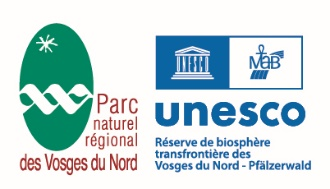 Parc
naturel
régional
des Vosges du Nord
MaB
unesco
Réserve de biosphère
transfrontière des
Vosges du Nord - Pfälzerwald